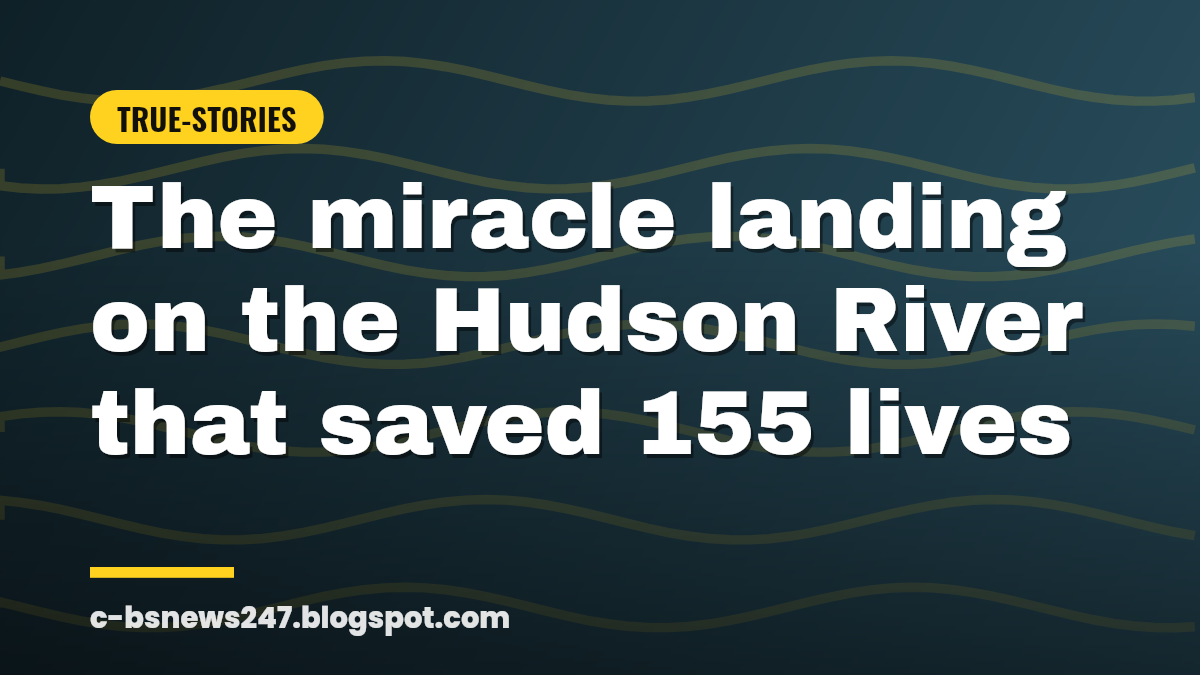 TRUE-STORIES
The miracle landing
on the Hudson River
that saved 155 lives
c-bsnews247.blogspot.com